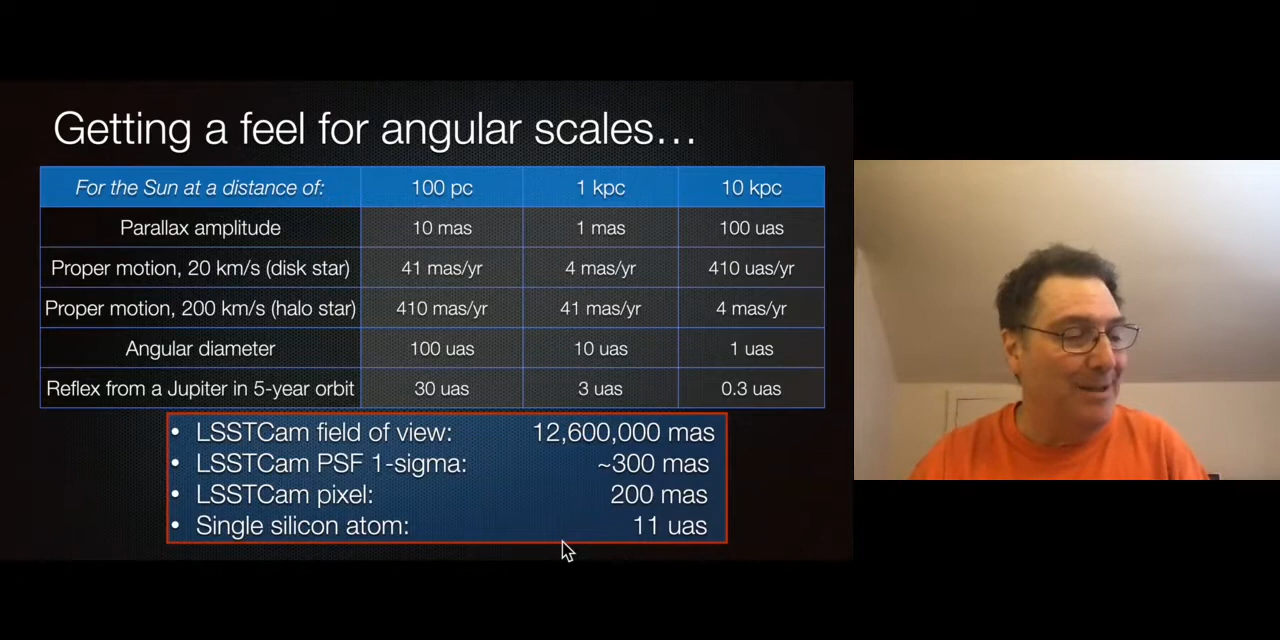 Getting a feel for angular scales…
For the Sun at a distance of: 100 pc 1 kpc 10 kpc
Parallax amplitude 10 mas 1 mas 100 uas
Proper motion, 20 km/s (disk star) 41 mas/yr 4 mas/yr 410 uas/yr
Proper motion, 200 km/s (halo star) 410 mas/yr 41 mas/yr 4 mas/yr
Angular diameter 100 uas 10 uas 1 uas
Reflex from a Jupiter in 5-year orbit 30 uas 3 uas 0.3 uas
• LSSTCam field of view: 12,600,000 mas
• LSSTCam PSF 1-sigma: ~300 mas
• LSSTCam pixel: 200 mas
• Single silicon atom: 11 uas